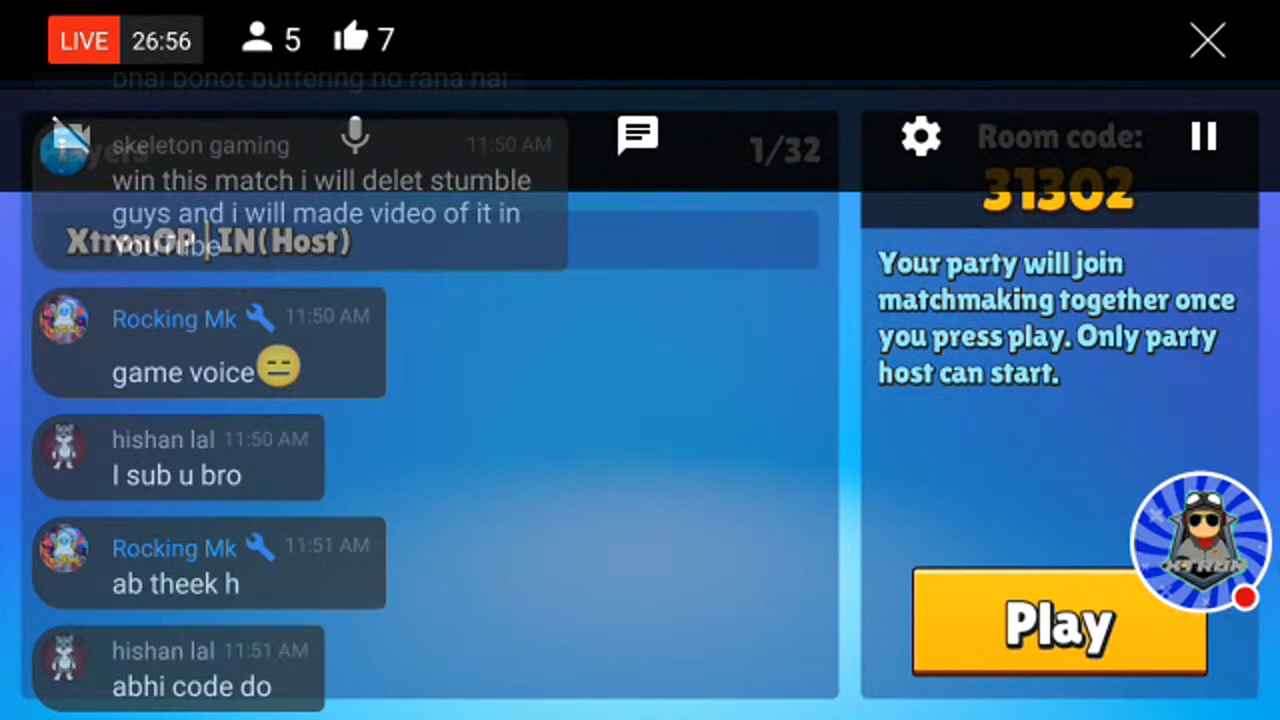 LIVE 26:56 5 7
bhai bohot buffering ho raha hai
Players 1/32
skeleton gaming 11:50 AM
win this match i will delet stumble
guys and i will made video of it in
YouTube
(Host)
Rocking Mk 11:50 AM
game voice😑
hishan lal 11:50 AM
I sub u bro
Rocking Mk 11:51 AM
ab theek h
hishan lal 11:51 AM
abhi code do
Room code:
31302
Your party will join
matchmaking together once
you press play. Only party
host can start.
XTRON
Play